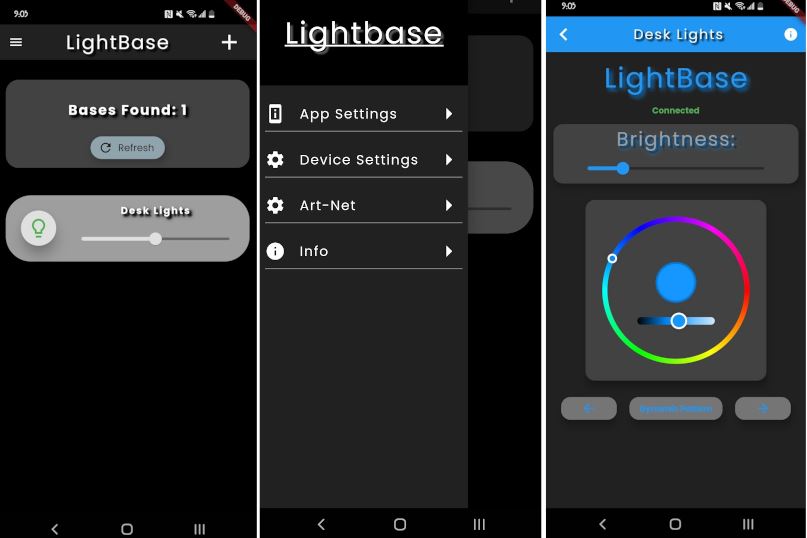 9:05
DEBUG
LightBase
Bases Found: 1
Refresh
Desk Lights
Lightbase
App Settings
Device Settings
Art-Net
Info
9:05
DEBUG
Desk Lights
LightBase
Connected
Brightness:
Dynamic Pattern